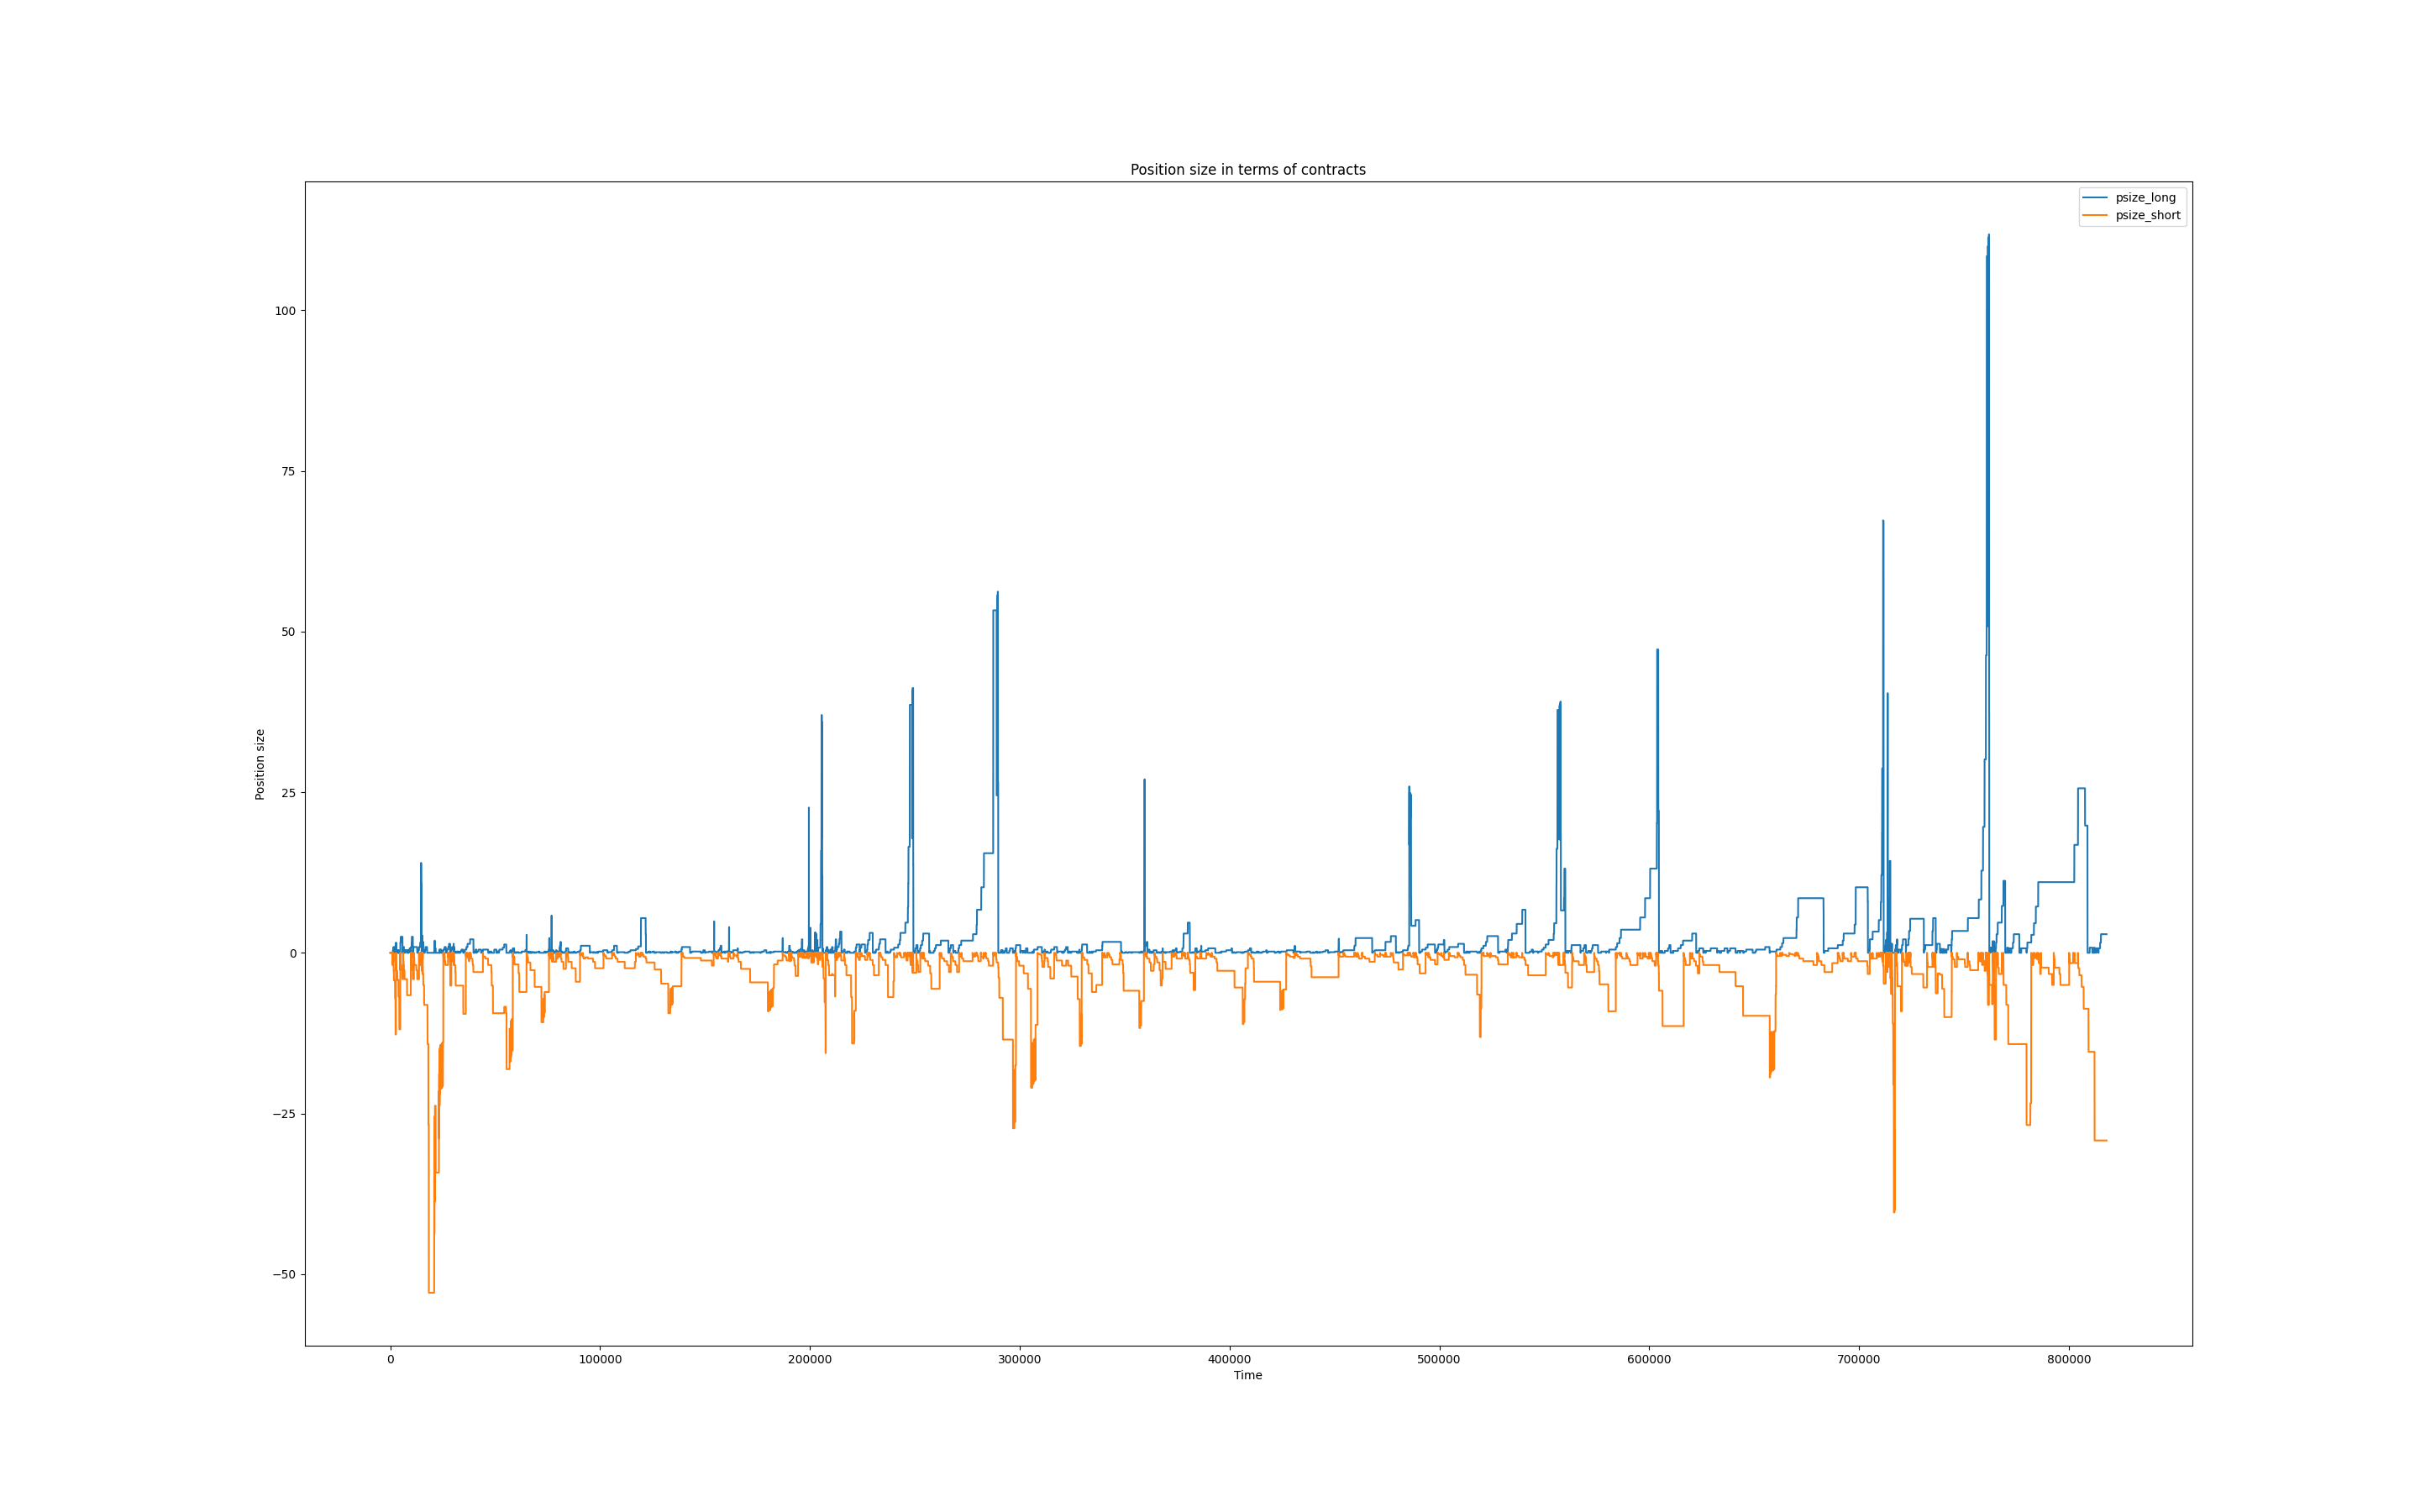 Position size in terms of contracts
psize_long
psize_short
100
75
50
25
0
−25
−50
Position size
0 100000 200000 300000 400000 500000 600000 700000 800000
Time